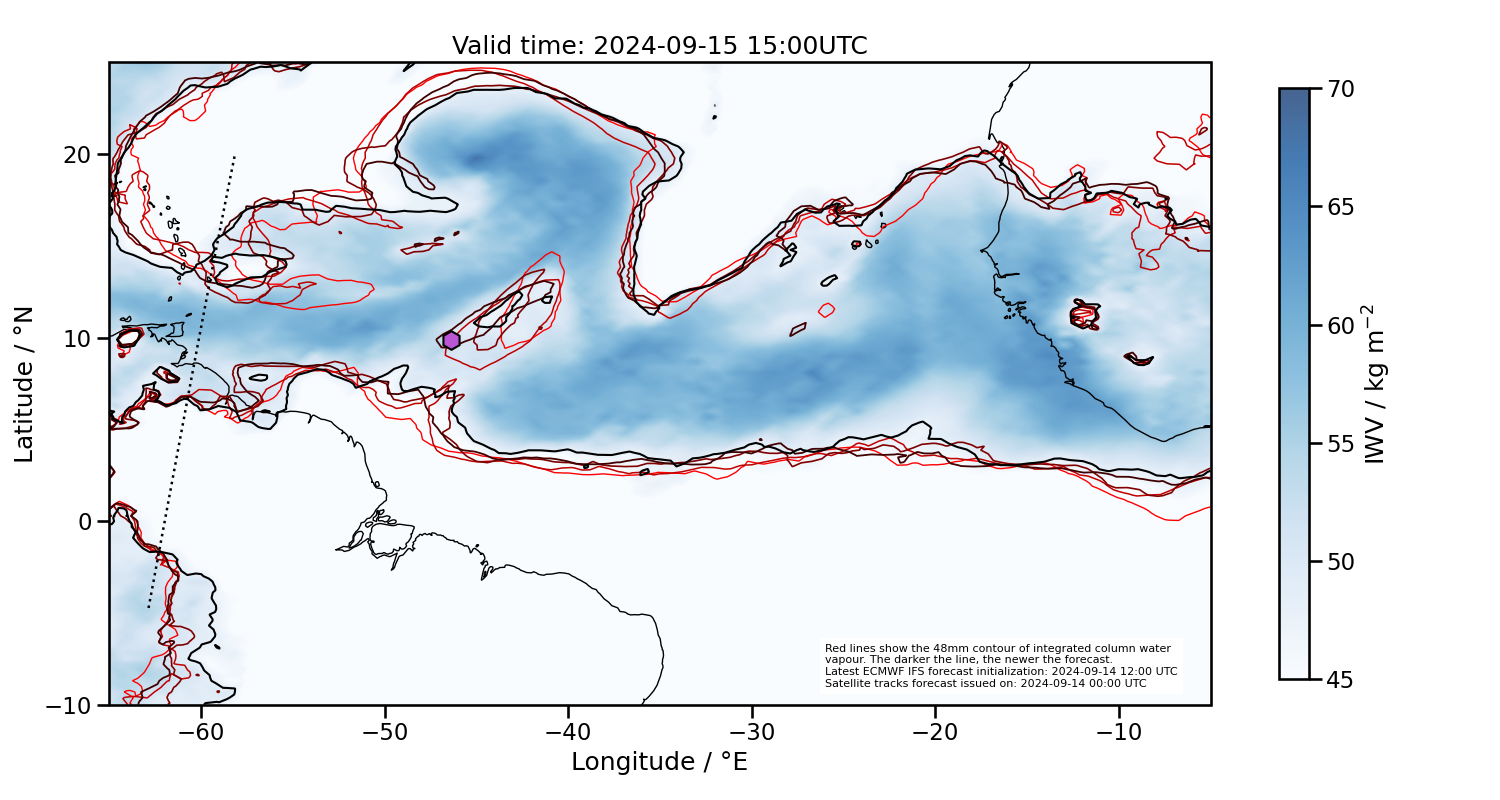 Valid time: 2024-09-15 15:00UTC
20
10
0
−10
Latitude / °N
−60
−50
−40
−30
−20
−10
Longitude / °E
Red lines show the 48mm contour of integrated column water
vapour. The darker the line, the newer the forecast.
Latest ECMWF IFS forecast initialization: 2024-09-14 12:00 UTC
Satellite tracks forecast issued on: 2024-09-14 00:00 UTC
70
65
60
55
50
45
IWV / kg m⁻²